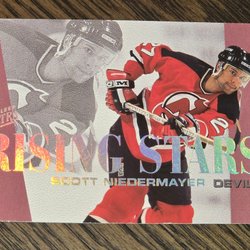 RISING STARS
SCOTT NIEDERMAYER DEVIL